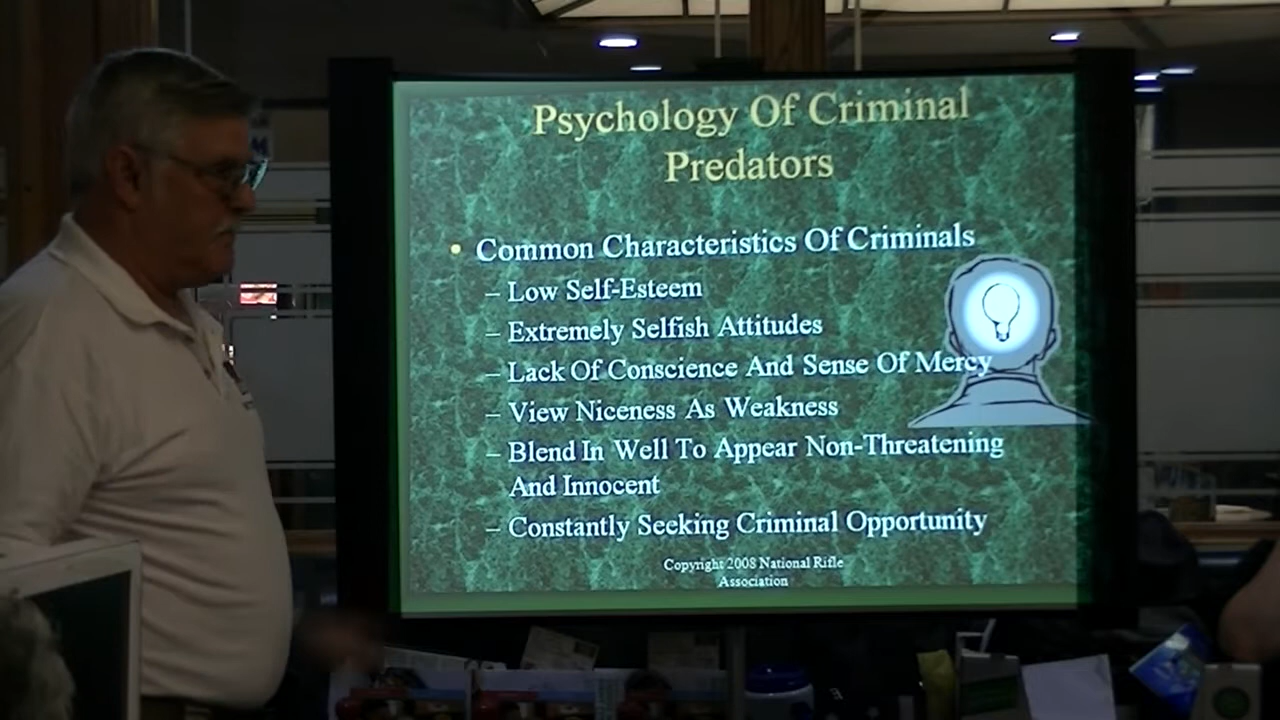 Psychology Of Criminal
Predators
• Common Characteristics Of Criminals
– Low Self-Esteem
– Extremely Selfish Attitudes
– Lack Of Conscience And Sense Of Mercy
– View Niceness As Weakness
– Blend In Well To Appear Non-Threatening
And Innocent
– Constantly Seeking Criminal Opportunity
Copyright 2008 National Rifle
Association